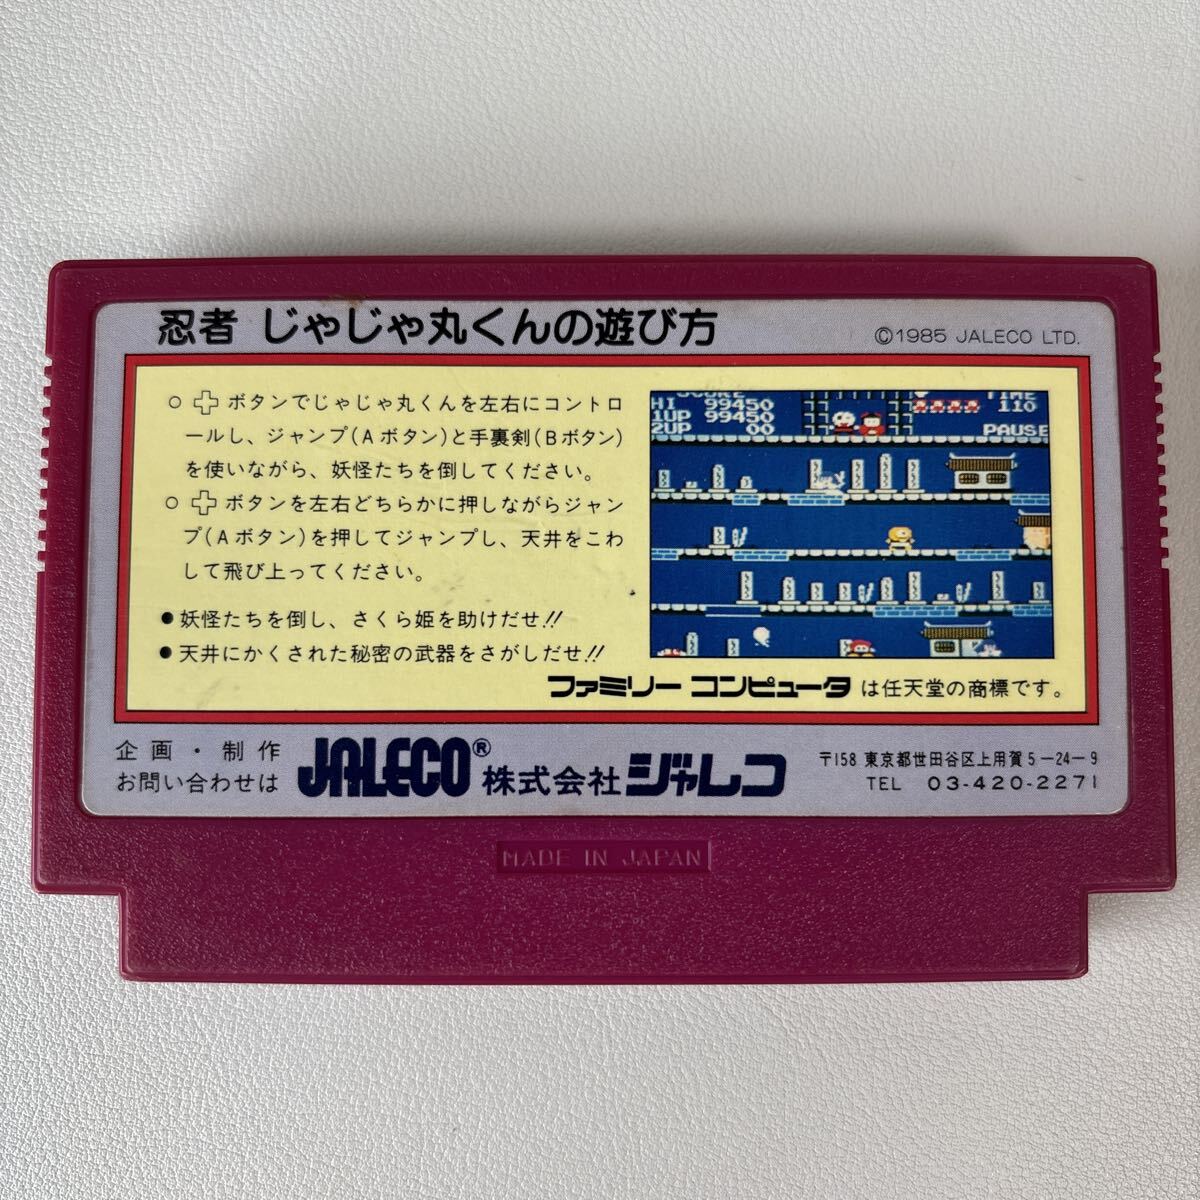 忍者 じゃじゃ丸くんの遊び方
©1985 JALECO LTD.
○ ボタンでじゃじゃ丸くんを左右にコントロ
ールし、ジャンプ(Aボタン)と手裏剣(Bボタン)
を使いながら、妖怪たちを倒してください。
○ ボタンを左右どちらかに押しながらジャン
プ(Aボタン)を押してジャンプし、天井をこわ
して飛び上ってください。
●妖怪たちを倒し、さくら姫を助けだせ!!
●天井にかくされた秘密の武器をさがしだせ!!
SCORE
HI 99450
1UP 99450
2UP 00
TIME
110
PAUSE
ファミリーコンピュータは任天堂の商標です。
企画・制作
お問い合わせは
JALECO® 株式会社ジャレコ
〒158 東京都世田谷区上用賀5-24-9
TEL 03-420-2271
MADE IN JAPAN